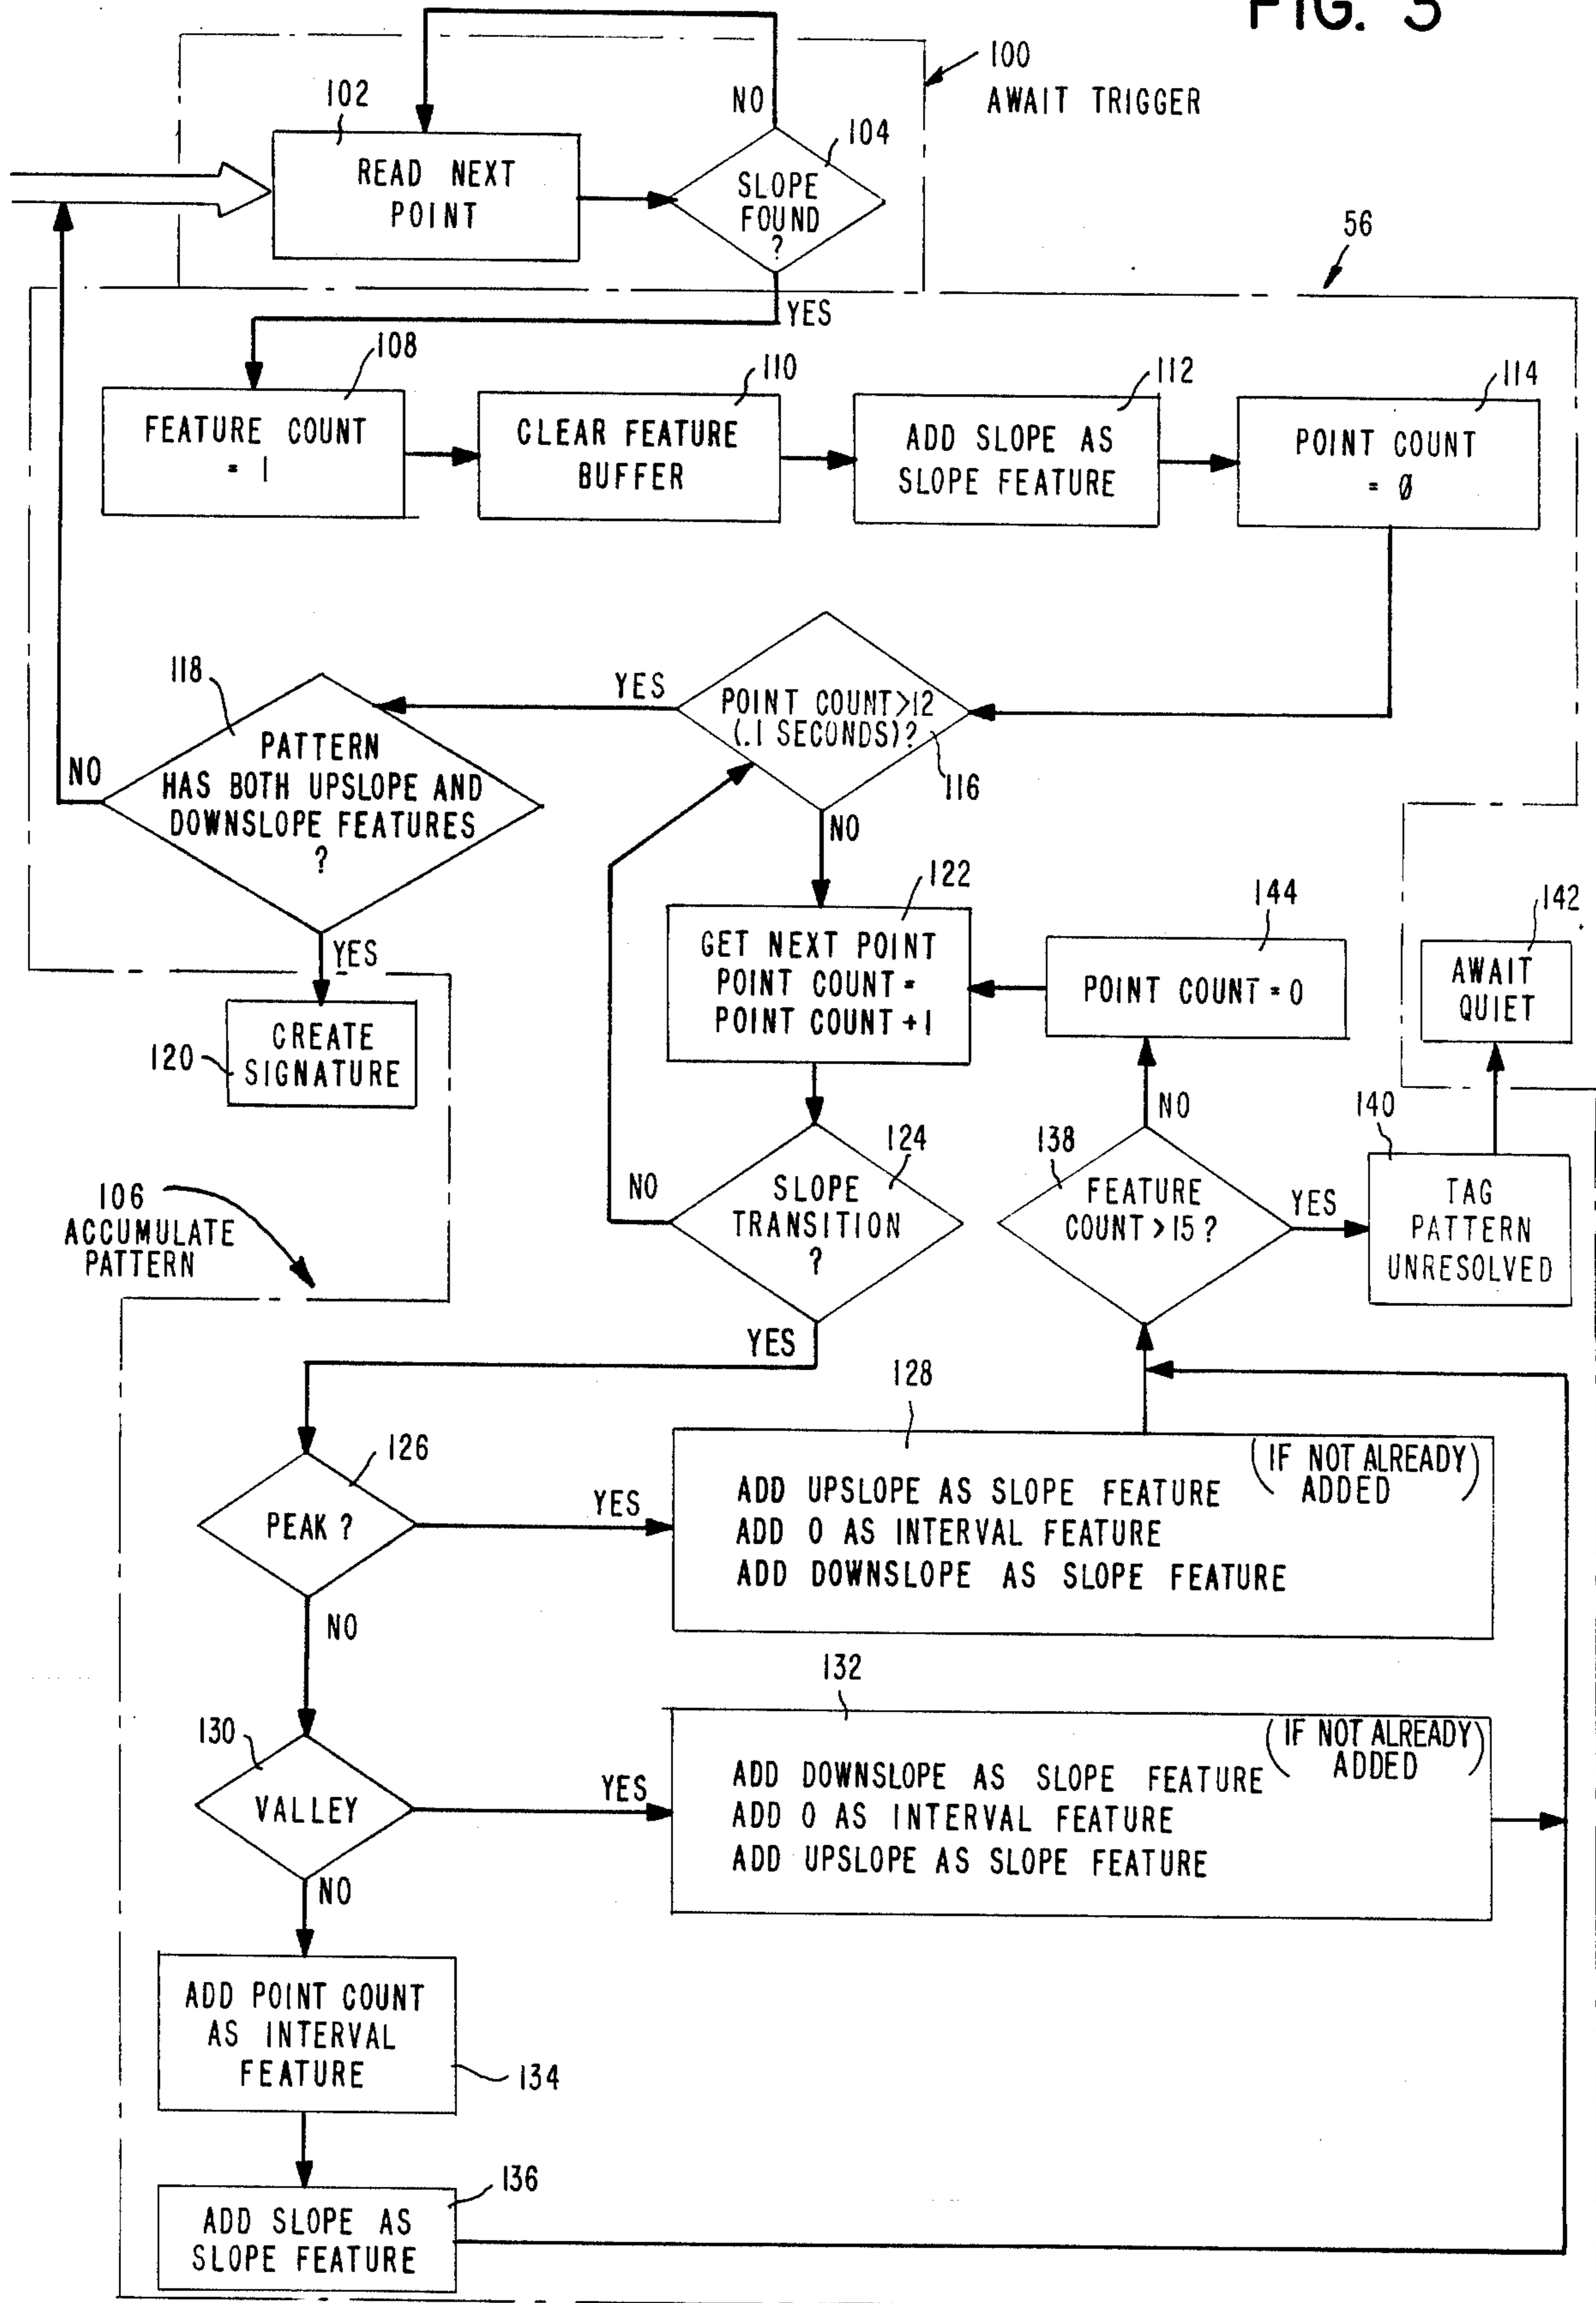 FIG. 3
100
AWAIT TRIGGER
102
NO
104
READ NEXT
POINT
SLOPE
FOUND
?
56
YES
108
110
112
114
FEATURE COUNT
= 1
CLEAR FEATURE
BUFFER
ADD SLOPE AS
SLOPE FEATURE
POINT COUNT
= Ø
118
YES
POINT COUNT>12
(.1 SECONDS)?
116
NO
PATTERN
HAS BOTH UPSLOPE AND
DOWNSLOPE FEATURES
?
NO
YES
122
144
142
GET NEXT POINT
POINT COUNT =
POINT COUNT +1
POINT COUNT = 0
AWAIT
QUIET
120
CREATE
SIGNATURE
NO
140
124
138
NO
SLOPE
TRANSITION
?
FEATURE
COUNT > 15 ?
YES
TAG
PATTERN
UNRESOLVED
106
ACCUMULATE
PATTERN
YES
128
126
PEAK ?
YES
ADD UPSLOPE AS SLOPE FEATURE (IF NOT ALREADY)
ADDED
ADD 0 AS INTERVAL FEATURE
ADD DOWNSLOPE AS SLOPE FEATURE
NO
132
130
VALLEY
YES
ADD DOWNSLOPE AS SLOPE FEATURE (IF NOT ALREADY)
ADDED
ADD 0 AS INTERVAL FEATURE
ADD UPSLOPE AS SLOPE FEATURE
NO
ADD POINT COUNT
AS INTERVAL
FEATURE
134
136
ADD SLOPE AS
SLOPE FEATURE